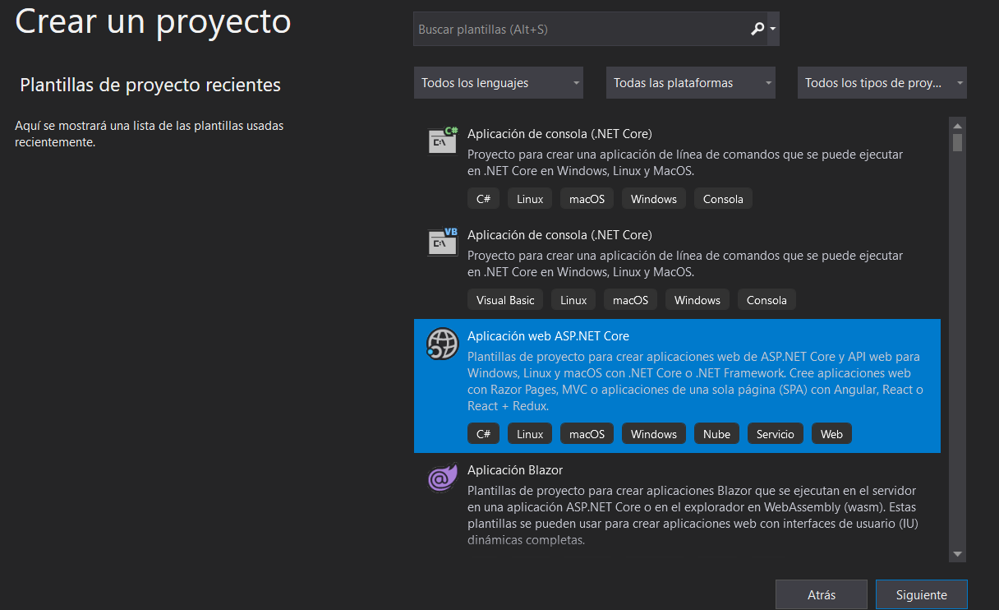 Crear un proyecto
Buscar plantillas (Alt+S)
Plantillas de proyecto recientes
Todos los lenguajes
Todas las plataformas
Todos los tipos de proy...
Aquí se mostrará una lista de las plantillas usadas
recientemente.
C#
C:\
Aplicación de consola (.NET Core)
Proyecto para crear una aplicación de línea de comandos que se puede ejecutar
en .NET Core en Windows, Linux y MacOS.
C# Linux macOS Windows Consola
VB
C:\
Aplicación de consola (.NET Core)
Proyecto para crear una aplicación de línea de comandos que se puede ejecutar
en .NET Core en Windows, Linux y MacOS.
Visual Basic Linux macOS Windows Consola
Aplicación web ASP.NET Core
Plantillas de proyecto para crear aplicaciones web de ASP.NET Core y API web para
Windows, Linux y macOS con .NET Core o .NET Framework. Cree aplicaciones web
con Razor Pages, MVC o aplicaciones de una sola página (SPA) con Angular, React o
React + Redux.
C# Linux macOS Windows Nube Servicio Web
Aplicación Blazor
Plantillas de proyecto para crear aplicaciones Blazor que se ejecutan en el servidor
en una aplicación ASP.NET Core o en el explorador en WebAssembly (wasm). Estas
plantillas se pueden usar para crear aplicaciones web con interfaces de usuario (IU)
dinámicas completas.
Atrás
Siguiente